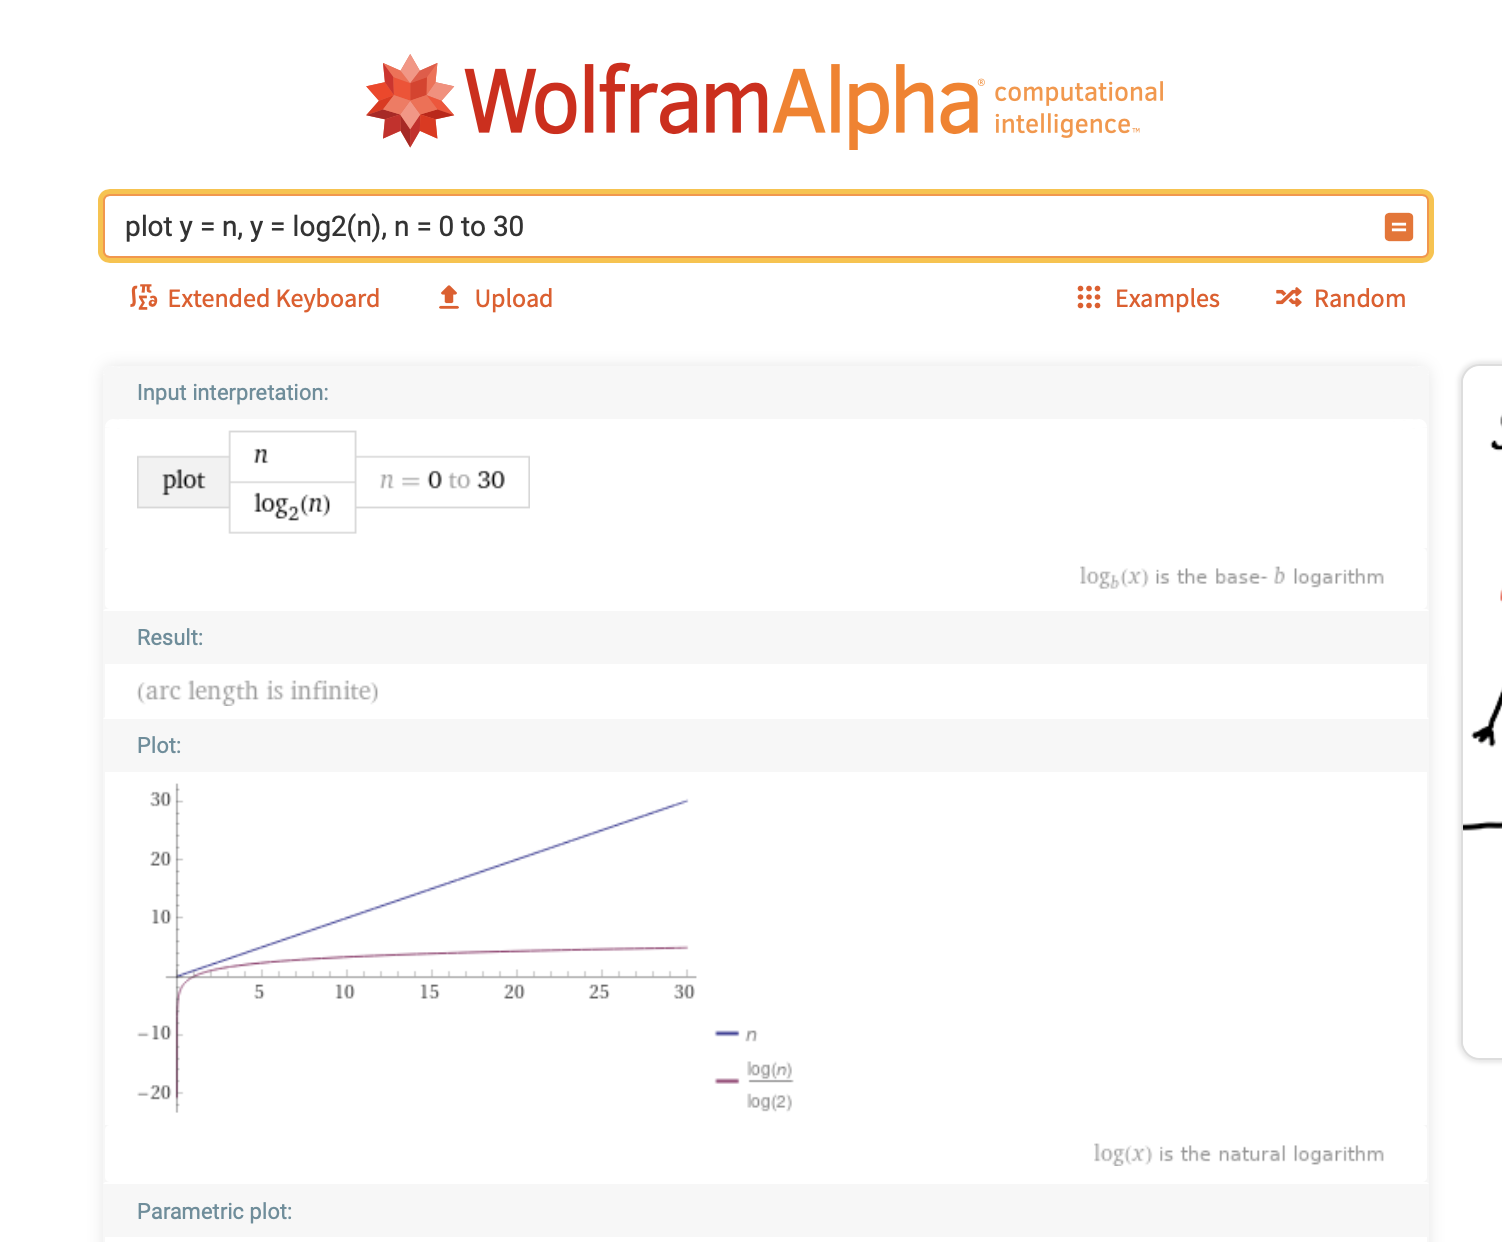 WolframAlpha® computational
intelligence™
plot y = n, y = log2(n), n = 0 to 30
Extended Keyboard Upload Examples Random
Input interpretation:
plot n n = 0 to 30
log₂(n)
log_b(x) is the base- b logarithm
Result:
(arc length is infinite)
Plot:
30
20
10
5 10 15 20 25 30
−10
−20
n
log(n)
log(2)
log(x) is the natural logarithm
Parametric plot: